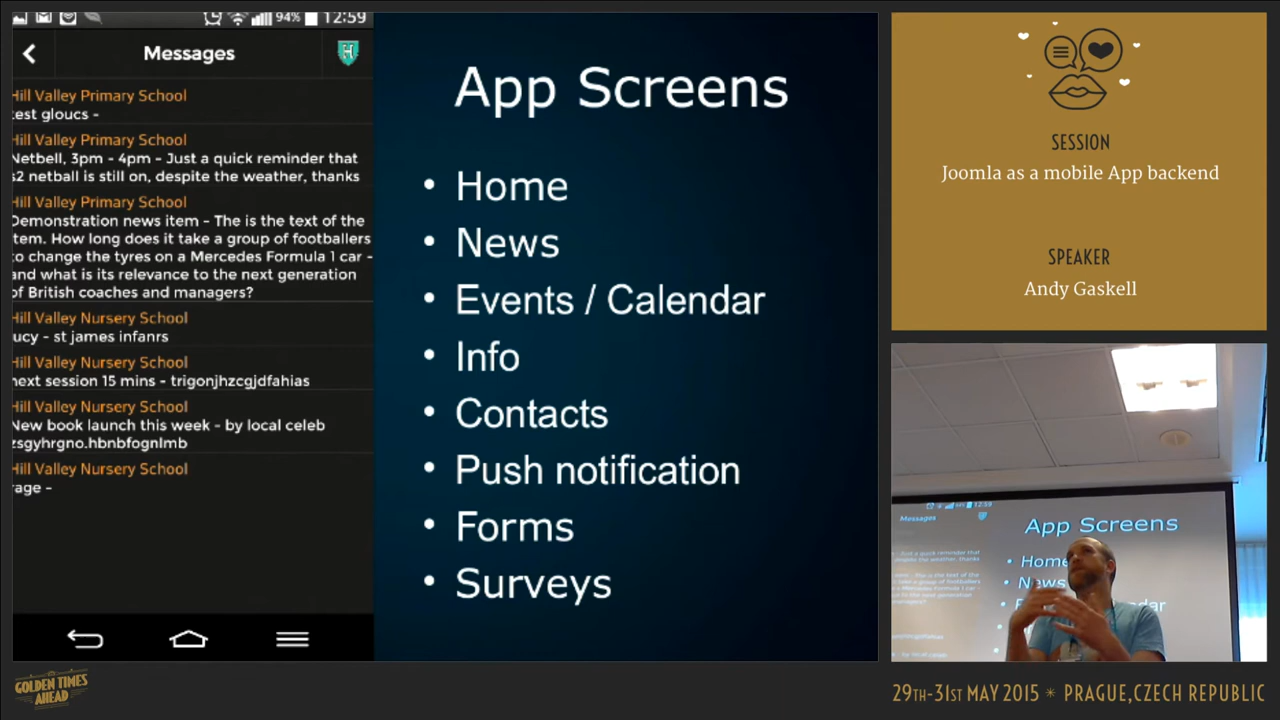 94% 12:59
Messages
Hill Valley Primary School
test gloucs -
Hill Valley Primary School
Netbell, 3pm - 4pm - Just a quick reminder that
s2 netball is still on, despite the weather, thanks
Hill Valley Primary School
Demonstration news item - The is the text of the
tem. How long does it take a group of footballers
to change the tyres on a Mercedes Formula 1 car -
and what is its relevance to the next generation
of British coaches and managers?
Hill Valley Nursery School
ucy - st james infanrs
Hill Valley Nursery School
next session 15 mins - trigonjhzcgjdfahias
Hill Valley Nursery School
New book launch this week - by local celeb
zsgyhrgno.hbnbfognlmb
Hill Valley Nursery School
rage -
App Screens
• Home
• News
• Events / Calendar
• Info
• Contacts
• Push notification
• Forms
• Surveys
SESSION
Joomla as a mobile App backend
SPEAKER
Andy Gaskell
Messages
12:59
App Screens
• Home
• News
GOLDEN TIMES
AHEAD
29TH-31ST MAY 2015 * PRAGUE, CZECH REPUBLIC